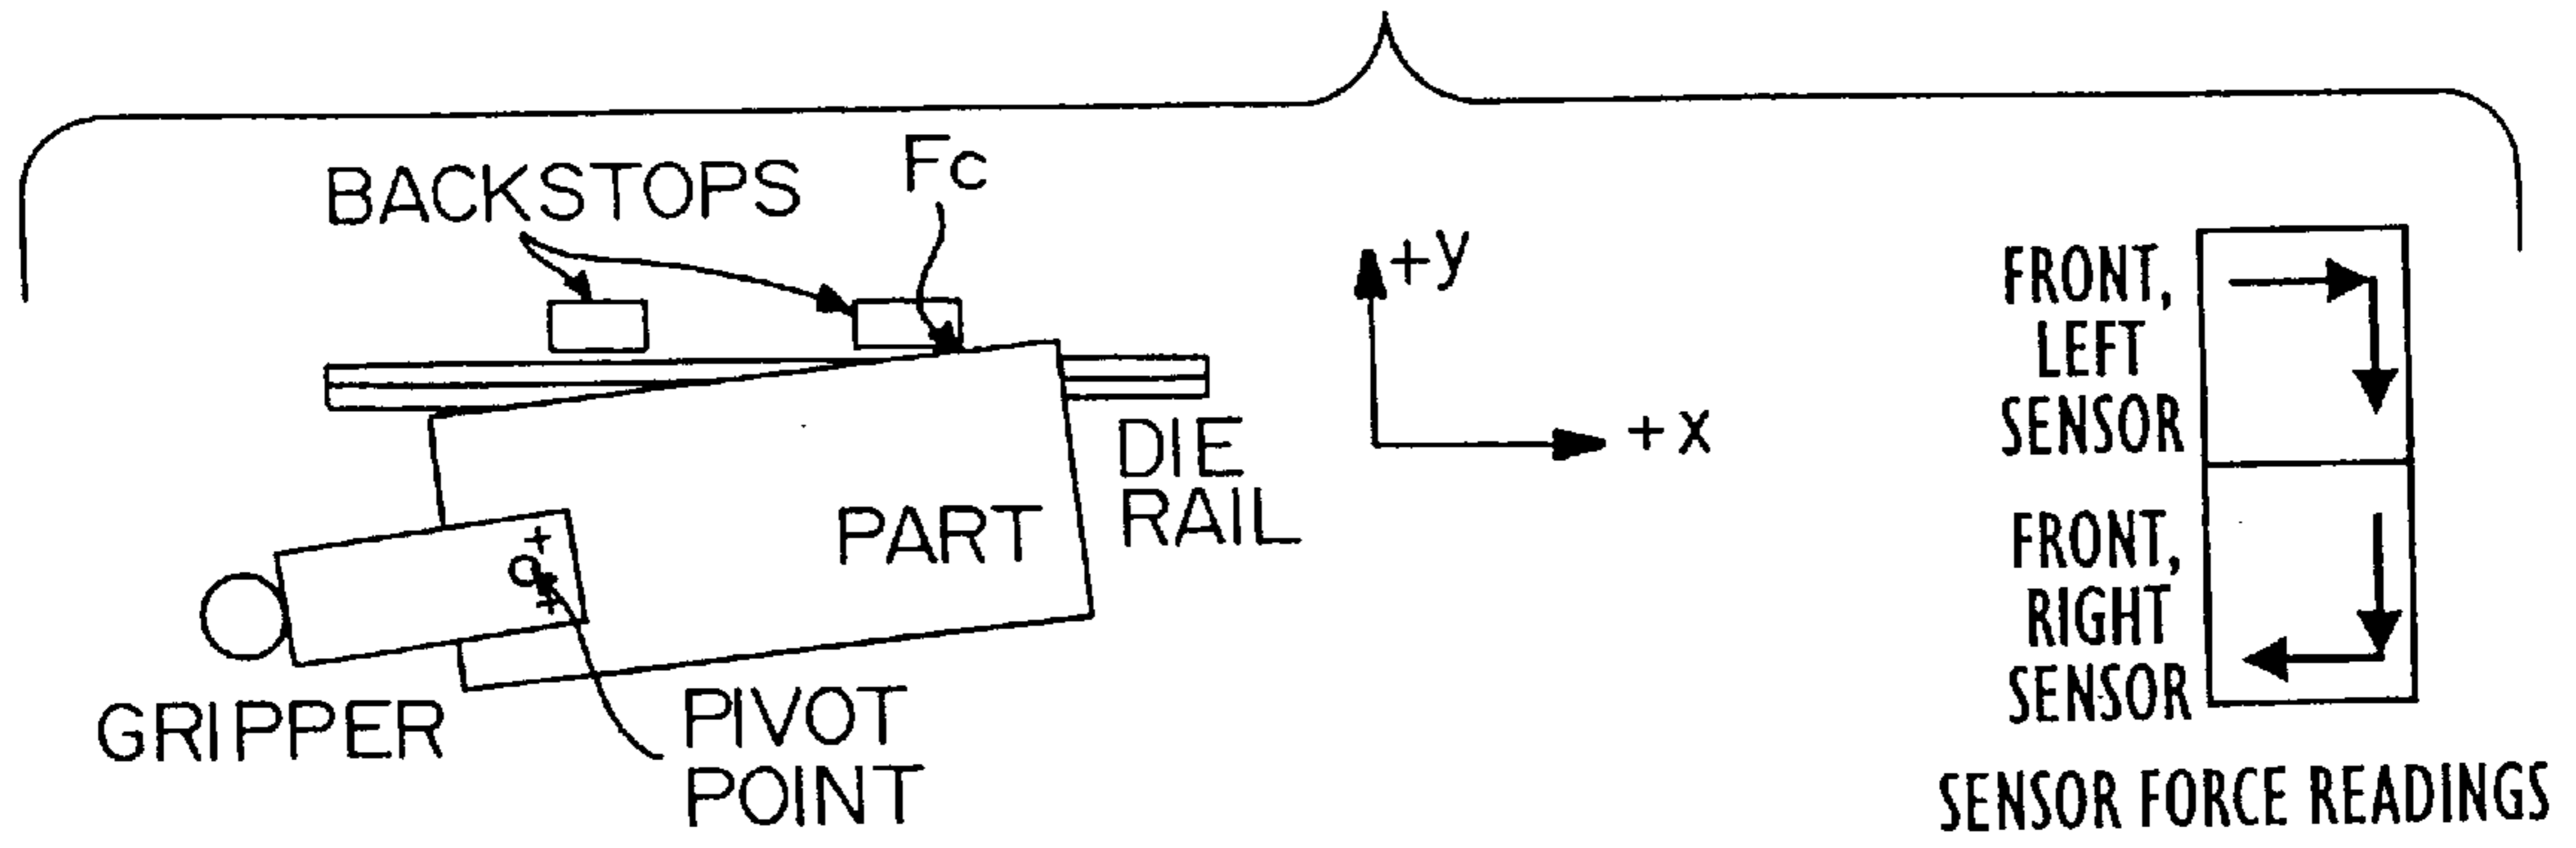 BACKSTOPS
Fc
+y
+x
DIE
RAIL
PART
GRIPPER
PIVOT
POINT
FRONT,
LEFT
SENSOR
FRONT,
RIGHT
SENSOR
SENSOR FORCE READINGS